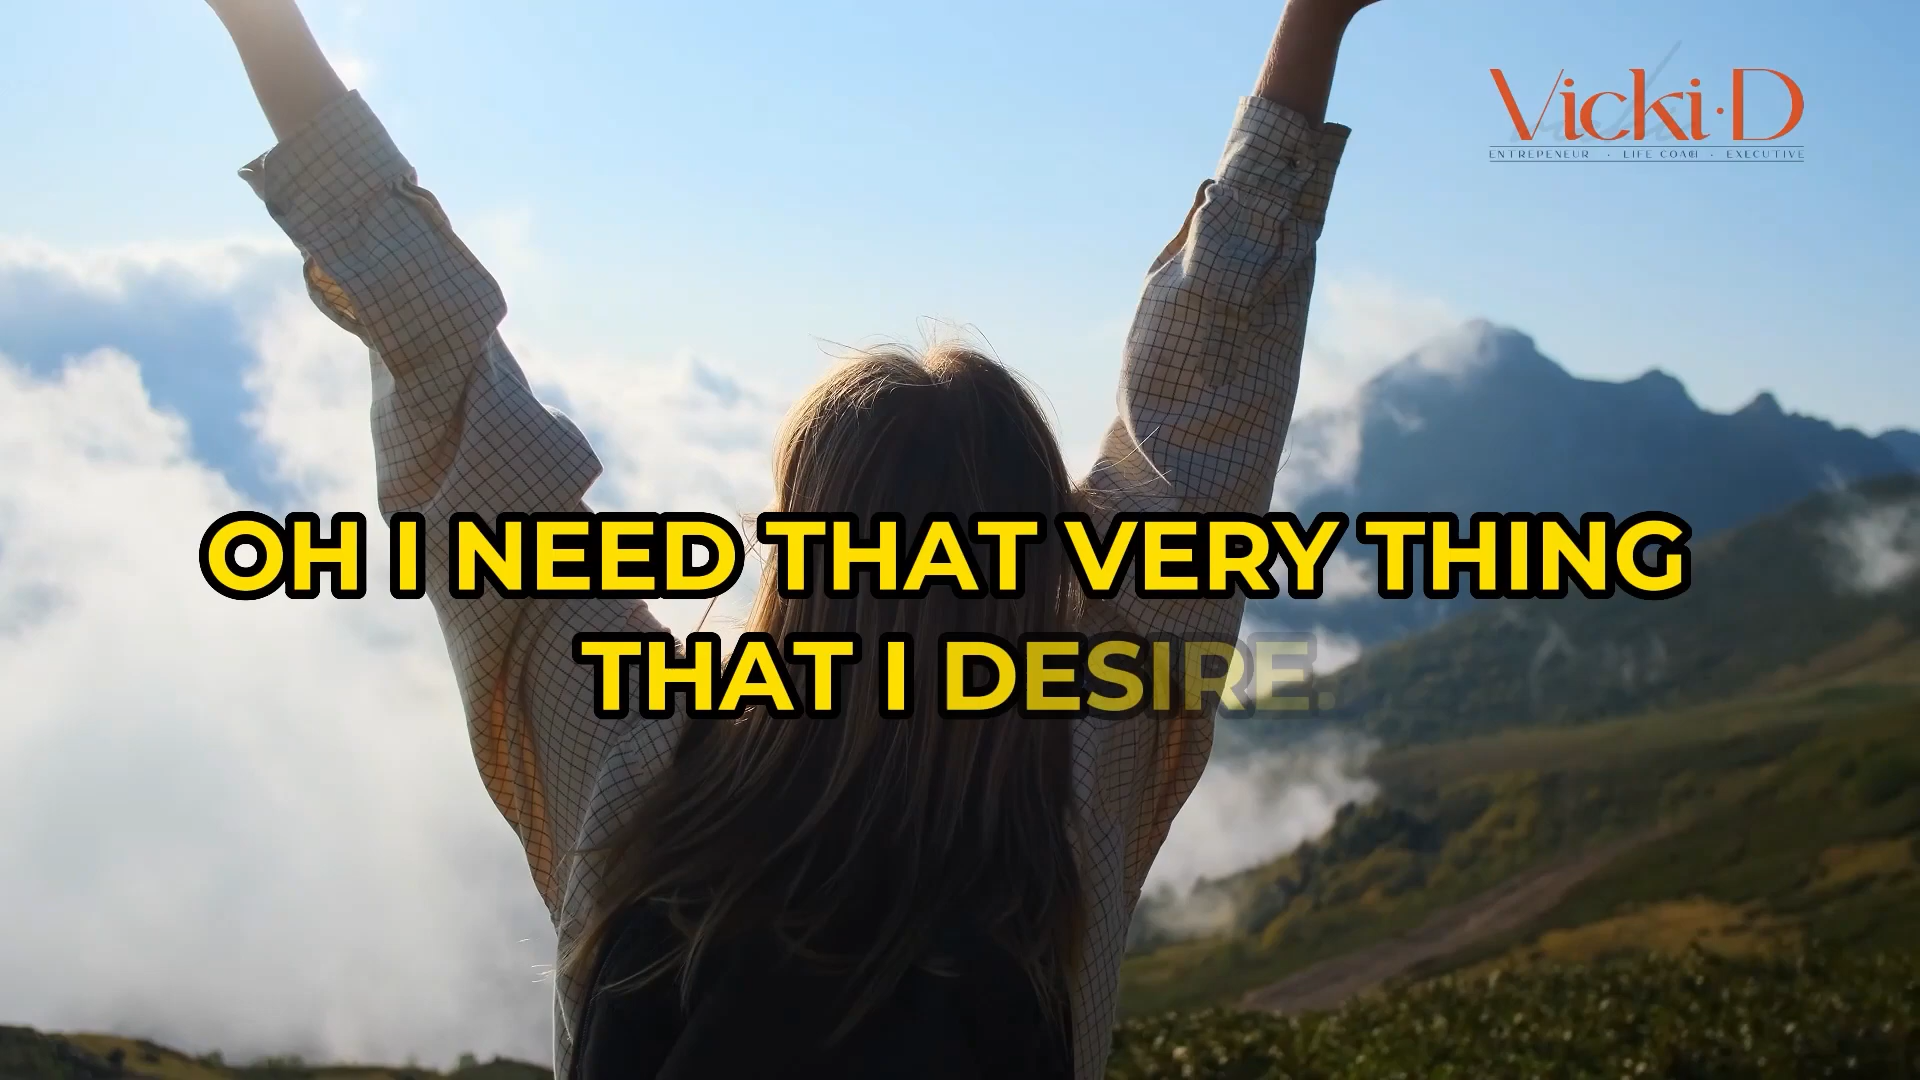 Vicki·D
ENTREPENEUR · LIFE COACH · EXECUTIVE
OH I NEED THAT VERY THING
THAT I DESIRE.